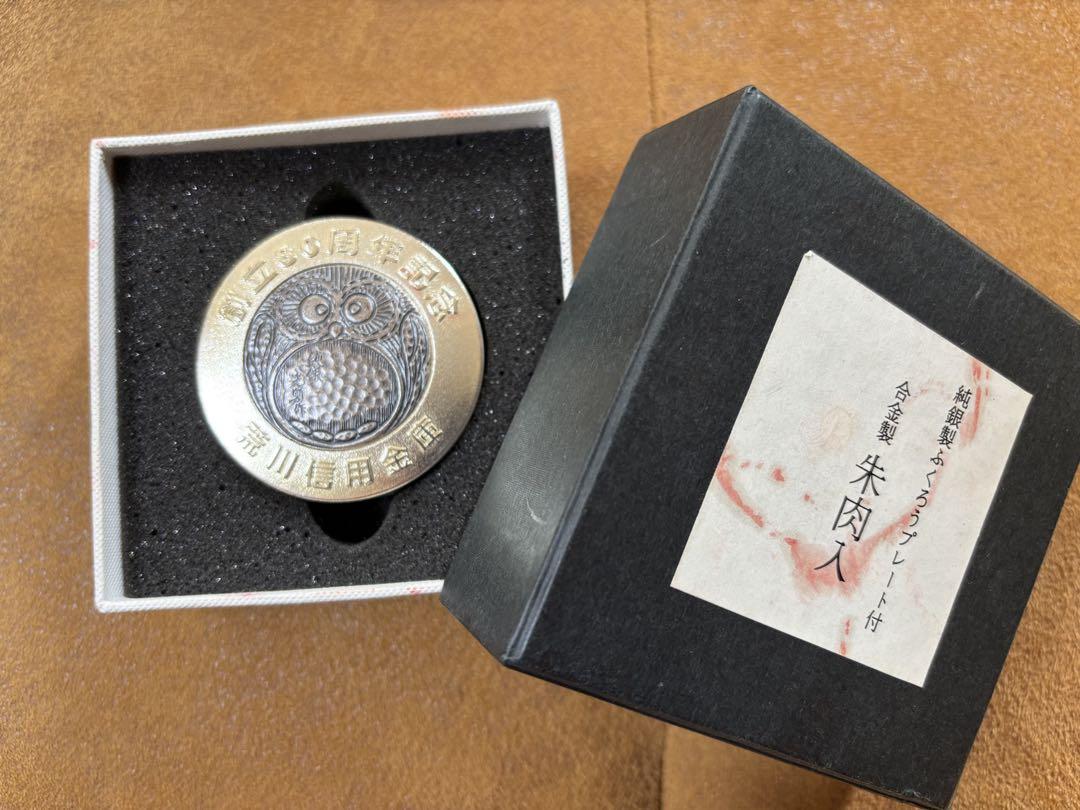 創立60周年記念
荒川信用金庫
純銀製ふくろうプレート付
合金製 朱肉入